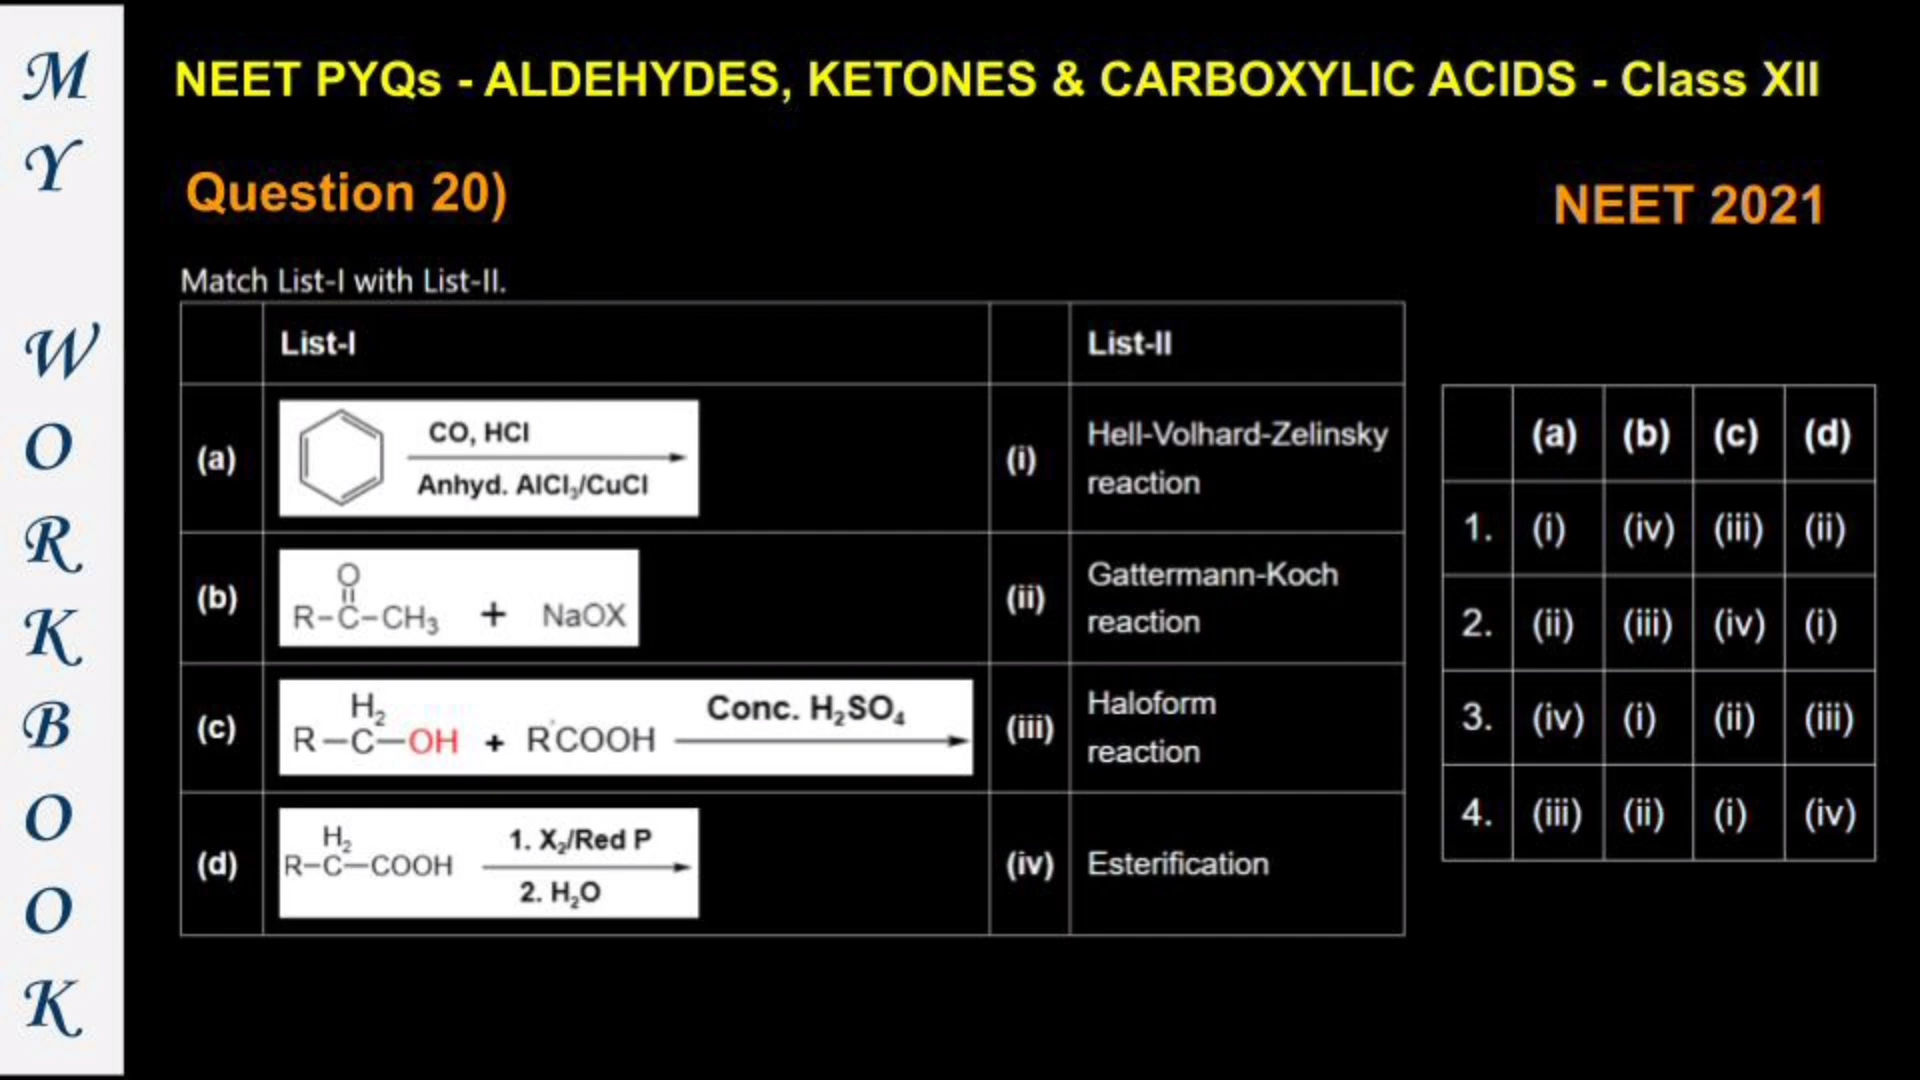 MY WORKBOOK
NEET PYQs - ALDEHYDES, KETONES & CARBOXYLIC ACIDS - Class XII
Question 20)
NEET 2021
Match List-I with List-II.
List-I List-II
(a) CO, HCl
Anhyd. AlCl₃/CuCl
(i) Hell-Volhard-Zelinsky
reaction
(b) O
R-C-CH₃ + NaOX
(ii) Gattermann-Koch
reaction
(c) H₂
R-C-OH + R'COOH Conc. H₂SO₄
(iii) Haloform
reaction
(d) H₂
R-C-COOH 1. X₂/Red P
2. H₂O
(iv) Esterification
(a) (b) (c) (d)
1. (i) (iv) (iii) (ii)
2. (ii) (iii) (iv) (i)
3. (iv) (i) (ii) (iii)
4. (iii) (ii) (i) (iv)